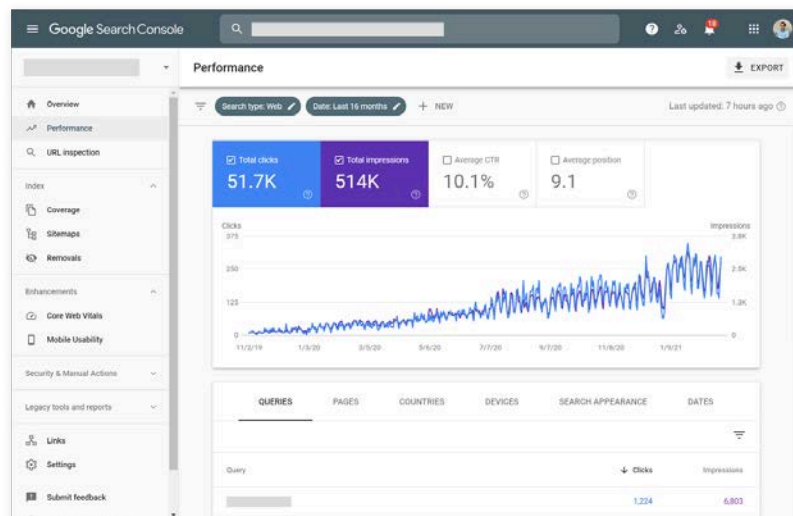 Google Search Console
18
Performance
EXPORT
Overview
Performance
URL inspection
Index
Coverage
Sitemaps
Removals
Enhancements
Core Web Vitals
Mobile Usability
Security & Manual Actions
Legacy tools and reports
Links
Settings
Submit feedback
Search type: Web
Date: Last 16 months
+ NEW
Last updated: 7 hours ago
Total clicks
51.7K
Total impressions
514K
Average CTR
10.1%
Average position
9.1
Clicks
Impressions
375
250
125
0
3.8K
2.5K
1.3K
0
11/2/19 1/3/20 3/5/20 5/6/20 7/7/20 9/7/20 11/8/20 1/9/21
QUERIES PAGES COUNTRIES DEVICES SEARCH APPEARANCE DATES
Query Clicks Impressions
1,224 6,803